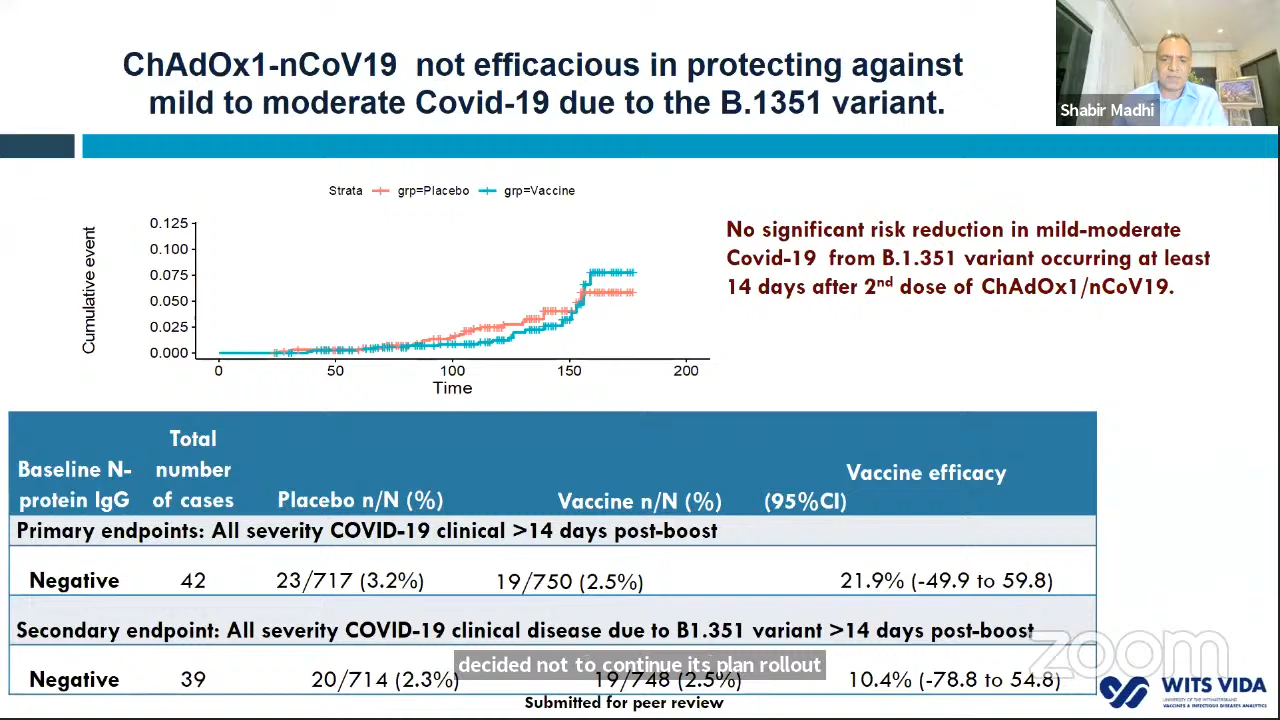 ChAdOx1-nCoV19 not efficacious in protecting against
mild to moderate Covid-19 due to the B.1351 variant.
Shabir Madhi
Strata grp=Placebo grp=Vaccine
Cumulative event
0.125
0.100
0.075
0.050
0.025
0.000
0 50 100 150 200
Time
No significant risk reduction in mild-moderate
Covid-19 from B.1.351 variant occurring at least
14 days after 2nd dose of ChAdOx1/nCoV19.
Baseline N-
protein IgG
Total
number
of cases
Placebo n/N (%)
Vaccine n/N (%)
Vaccine efficacy
(95%CI)
Primary endpoints: All severity COVID-19 clinical >14 days post-boost
Negative 42 23/717 (3.2%) 19/750 (2.5%) 21.9% (-49.9 to 59.8)
Secondary endpoint: All severity COVID-19 clinical disease due to B1.351 variant >14 days post-boost
Negative 39 20/714 (2.3%) 19/748 (2.5%) 10.4% (-78.8 to 54.8)
decided not to continue its plan rollout
Submitted for peer review
zoom
WITS VIDA
UNIVERSITY OF THE WITWATERSRAND
VACCINES & INFECTIOUS DISEASES ANALYTICS